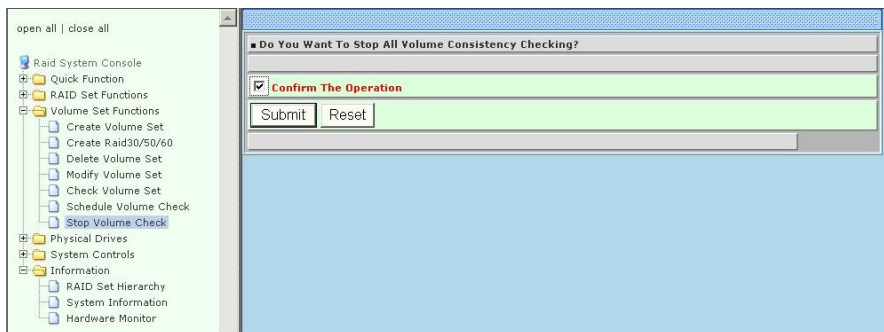 open all | close all
Raid System Console
Quick Function
RAID Set Functions
Volume Set Functions
Create Volume Set
Create Raid30/50/60
Delete Volume Set
Modify Volume Set
Check Volume Set
Schedule Volume Check
Stop Volume Check
Physical Drives
System Controls
Information
RAID Set Hierarchy
System Information
Hardware Monitor
Do You Want To Stop All Volume Consistency Checking?
Confirm The Operation
Submit Reset